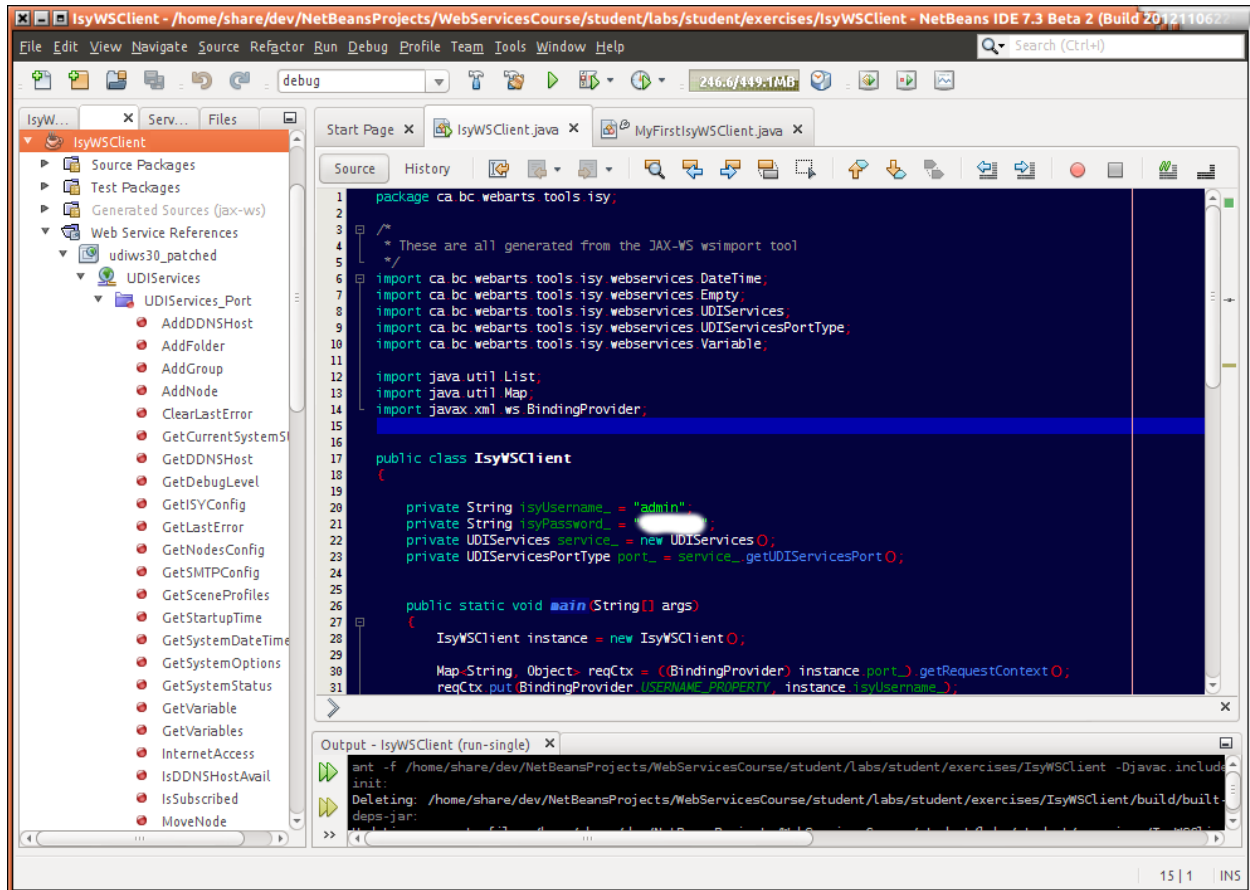 IsyWSClient - /home/share/dev/NetBeansProjects/WebServicesCourse/student/labs/student/exercises/IsyWSClient - NetBeans IDE 7.3 Beta 2 (Build 2012110622
File Edit View Navigate Source Refactor Run Debug Profile Team Tools Window Help
Search (Ctrl+I)
debug
246.6/449.1MB
IsyW... Serv... Files
IsyWSClient
Source Packages
Test Packages
Generated Sources (jax-ws)
Web Service References
udiws30_patched
UDIServices
UDIServices_Port
AddDDNSHost
AddFolder
AddGroup
AddNode
ClearLastError
GetCurrentSystemSt
GetDDNSHost
GetDebugLevel
GetISYConfig
GetLastError
GetNodesConfig
GetSMTPConfig
GetSceneProfiles
GetStartupTime
GetSystemDateTime
GetSystemOptions
GetSystemStatus
GetVariable
GetVariables
InternetAccess
IsDDNSHostAvail
IsSubscribed
MoveNode
Start Page IsyWSClient.java MyFirstIsyWSClient.java
Source History
1 package ca.bc.webarts.tools.isy;
2
3 /*
4 * These are all generated from the JAX-WS wsimport tool
5 */
6 import ca.bc.webarts.tools.isy.webservices.DateTime;
7 import ca.bc.webarts.tools.isy.webservices.Empty;
8 import ca.bc.webarts.tools.isy.webservices.UDIServices;
9 import ca.bc.webarts.tools.isy.webservices.UDIServicesPortType;
10 import ca.bc.webarts.tools.isy.webservices.Variable;
11
12 import java.util.List;
13 import java.util.Map;
14 import javax.xml.ws.BindingProvider;
15
16
17 public class IsyWSClient
18 {
19
20 private String isyUsername_ = "admin";
21 private String isyPassword_ = "";
22 private UDIServices service_ = new UDIServices();
23 private UDIServicesPortType port_ = service_.getUDIServicesPort();
24
25
26 public static void main(String[] args)
27 {
28 IsyWSClient instance = new IsyWSClient();
29
30 Map<String, Object> reqCtx = ((BindingProvider) instance.port_).getRequestContext();
31 reqCtx.put(BindingProvider.USERNAME_PROPERTY, instance.isyUsername_);
Output - IsyWSClient (run-single)
ant -f /home/share/dev/NetBeansProjects/WebServicesCourse/student/labs/student/exercises/IsyWSClient -Djavac.include
init:
Deleting: /home/share/dev/NetBeansProjects/WebServicesCourse/student/labs/student/exercises/IsyWSClient/build/built-
deps-jar:
15 | 1 INS